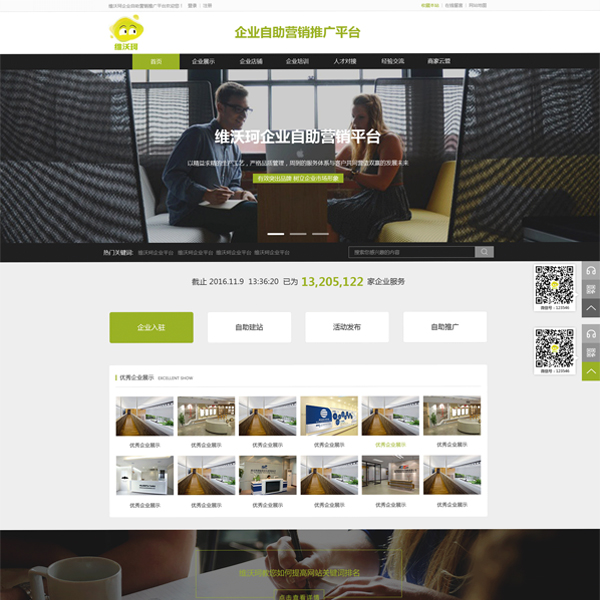 维沃珂企业自助营销推广平台欢迎您！ 登录 | 注册
收藏本站 | 在线留言 | 网站地图
维沃珂
企业自助营销推广平台
首页 企业展示 企业店铺 企业培训 人才对接 经验交流 商家云盟
维沃珂企业自助营销平台
以精益求精的生产工艺，严格品质管理，周到的服务体系与客户共同营造双赢的发展未来
有效突出品牌 树立企业市场形象
热门关键词: 维沃珂企业平台 维沃珂企业平台 维沃珂企业平台 维沃珂企业平台
搜索您感兴趣的内容
截止 2016.11.9 13:36:20 已为 13,205,122 家企业服务
微信号：123546
微信号：123546
企业入驻 自助建站 活动发布 自助推广
优秀企业展示 EXCELLENT SHOW
优秀企业展示 优秀企业展示 优秀企业展示 优秀企业展示 优秀企业展示 优秀企业展示
优秀企业展示 优秀企业展示 优秀企业展示 优秀企业展示 优秀企业展示 优秀企业展示
维沃珂教您如何提高网站关键词排名
点击查看详情